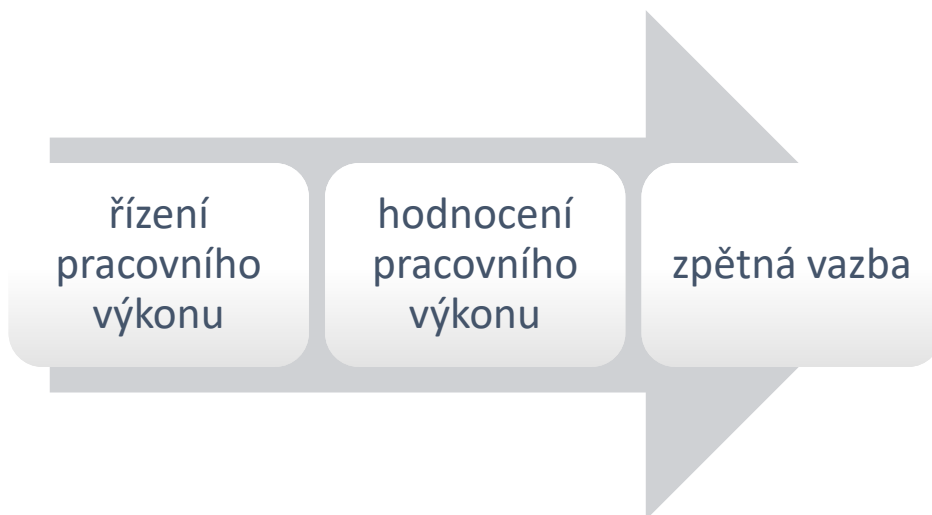 řízení
pracovního
výkonu
hodnocení
pracovního
výkonu
zpětná vazba